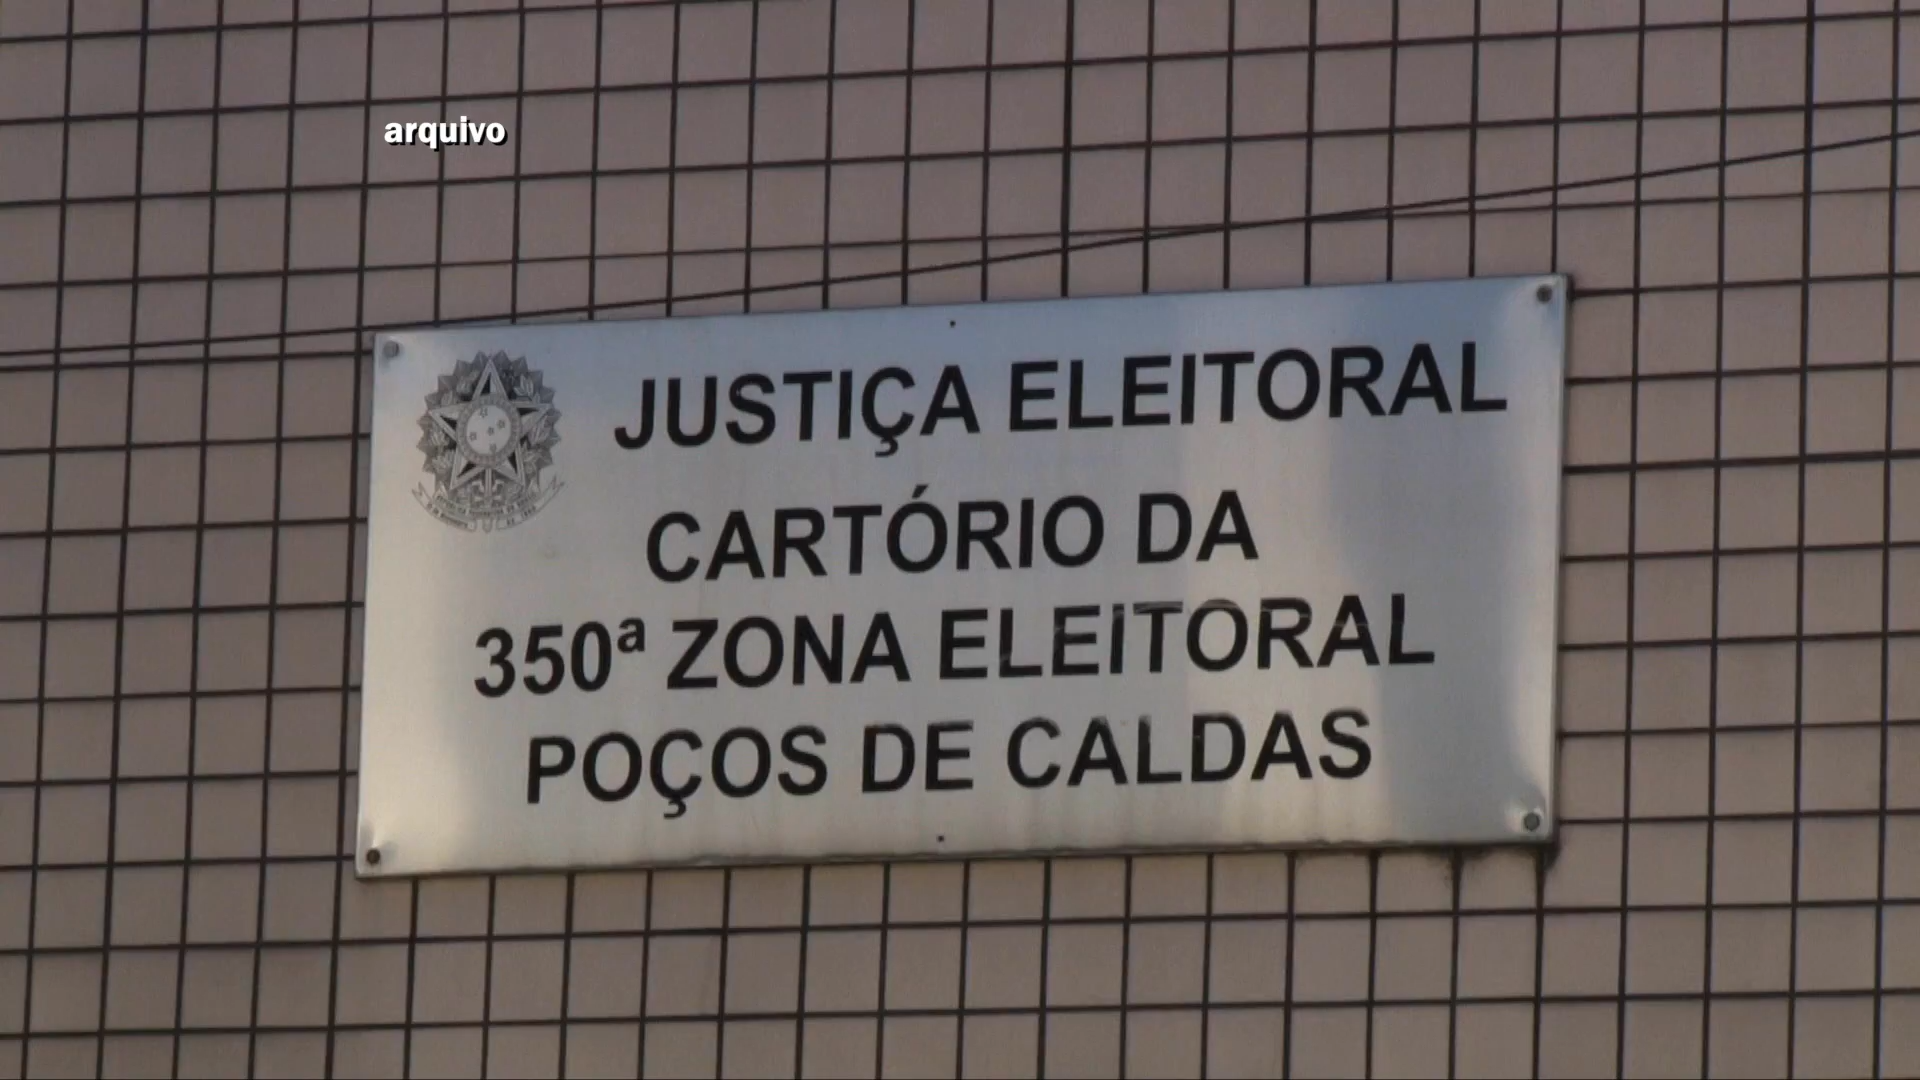 arquivo
JUSTIÇA ELEITORAL
CARTÓRIO DA
350ª ZONA ELEITORAL
POÇOS DE CALDAS